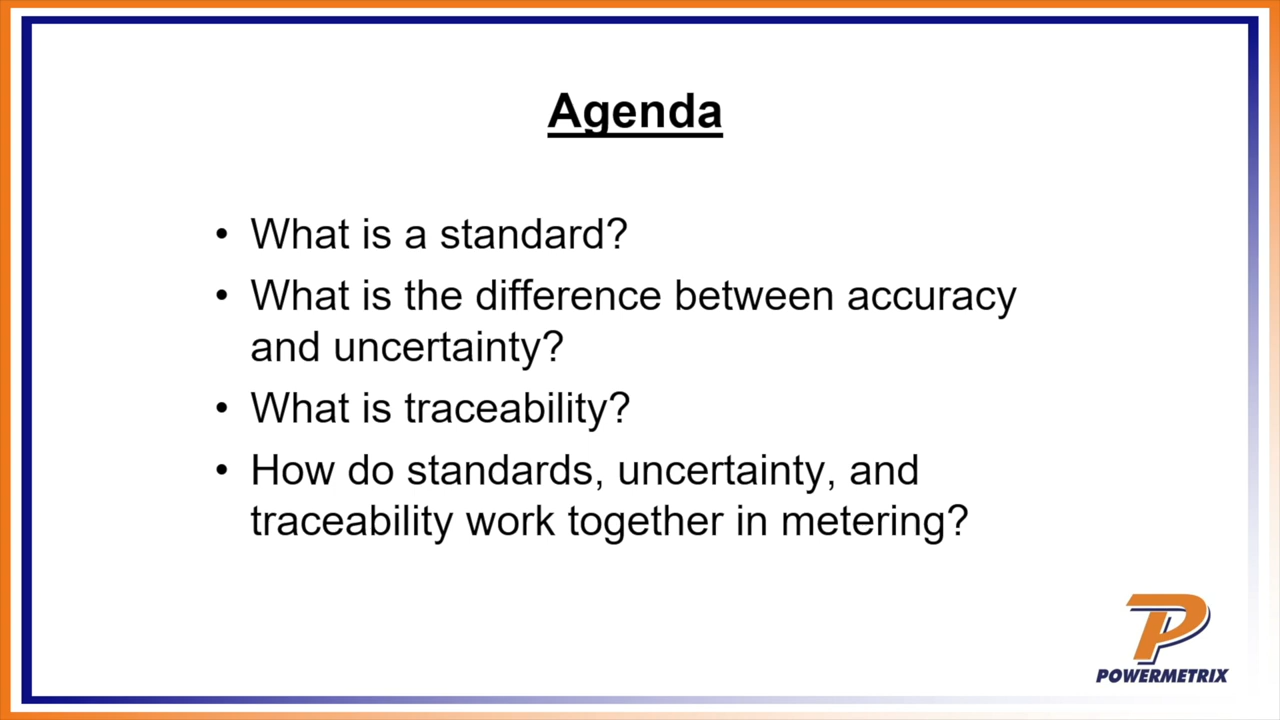 Agenda
• What is a standard?
• What is the difference between accuracy
and uncertainty?
• What is traceability?
• How do standards, uncertainty, and
traceability work together in metering?
POWERMETRIX